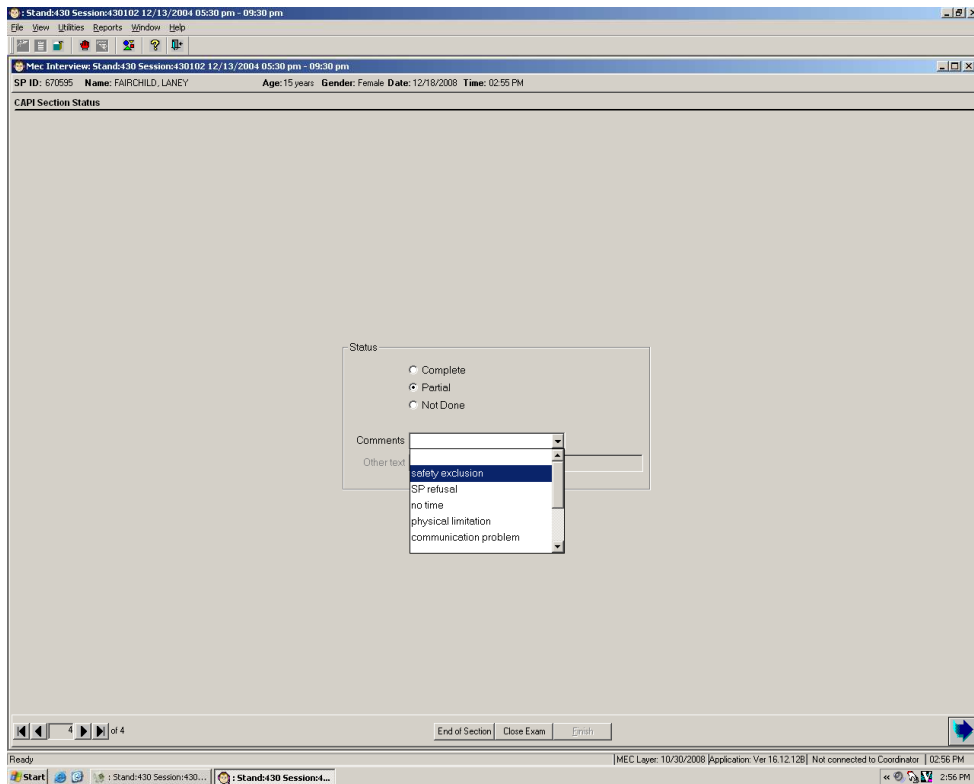 : Stand:430 Session:430102 12/13/2004 05:30 pm - 09:30 pm
File View Utilities Reports Window Help
Mec Interview: Stand:430 Session:430102 12/13/2004 05:30 pm - 09:30 pm
SP ID: 670595 Name: FAIRCHILD, LANEY Age: 15 years Gender: Female Date: 12/18/2008 Time: 02:55 PM
CAPI Section Status
Status
Complete
Partial
Not Done
Comments
Other text
safety exclusion
SP refusal
no time
physical limitation
communication problem
4 of 4 End of Section Close Exam Finish
Ready MEC Layer: 10/30/2008 Application: Ver 16.12.12B Not connected to Coordinator 02:56 PM
Start : Stand:430 Session:430... : Stand:430 Session:4... « 2:56 PM